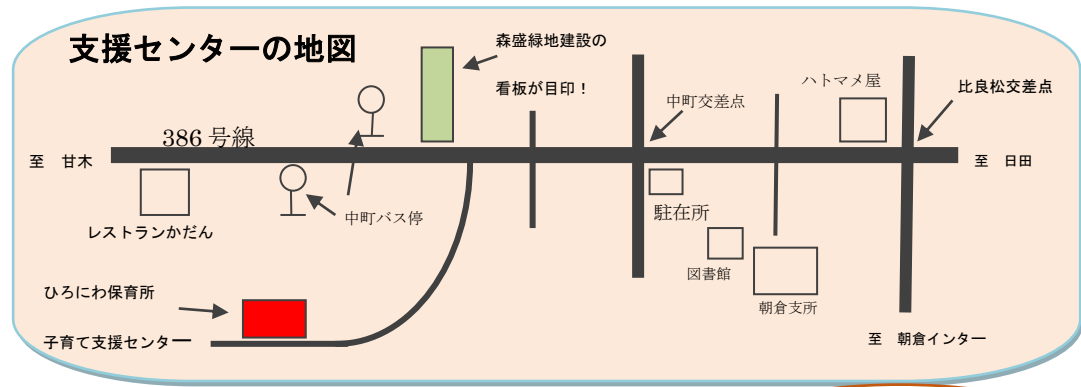 支援センターの地図
森盛緑地建設の
看板が目印！
ハトマメ屋
比良松交差点
中町交差点
386 号線
至　甘木
至　日田
レストランかだん
中町バス停
駐在所
図書館
朝倉支所
ひろにわ保育所
子育て支援センター
至　朝倉インター